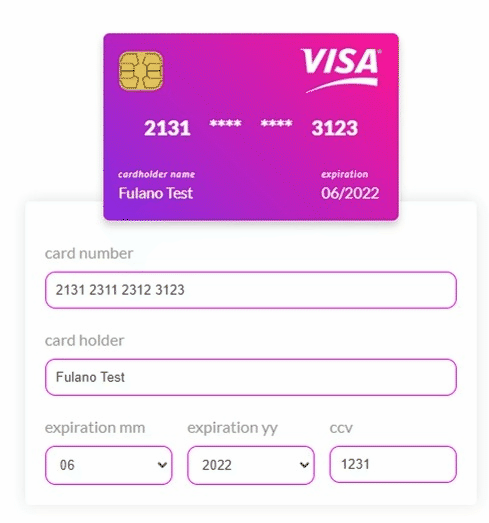 VISA
2131 **** **** 3123
cardholder name expiration
Fulano Test 06/2022
card number
2131 2311 2312 3123
card holder
Fulano Test
expiration mm expiration yy ccv
06 2022 1231